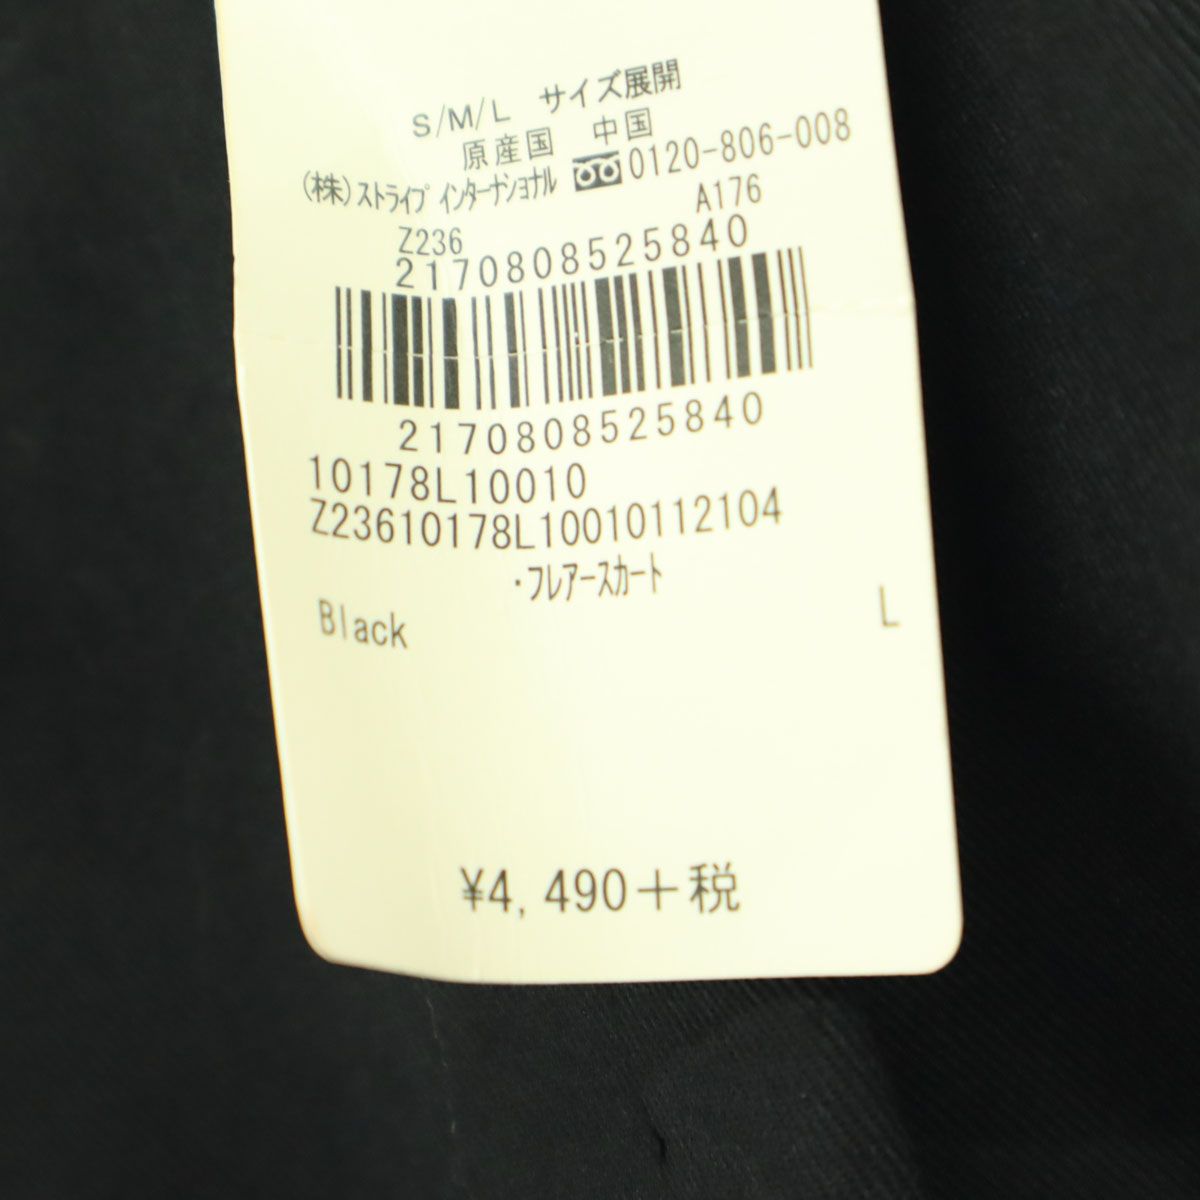 S/M/L サイズ展開
原産国 中国
(株)ストライプ インターナショナル 0120-806-008
Z236 A176
2170808525840
2170808525840
10178L10010
Z23610178L10010112104
・フレアースカート
Black L
¥4,490+税